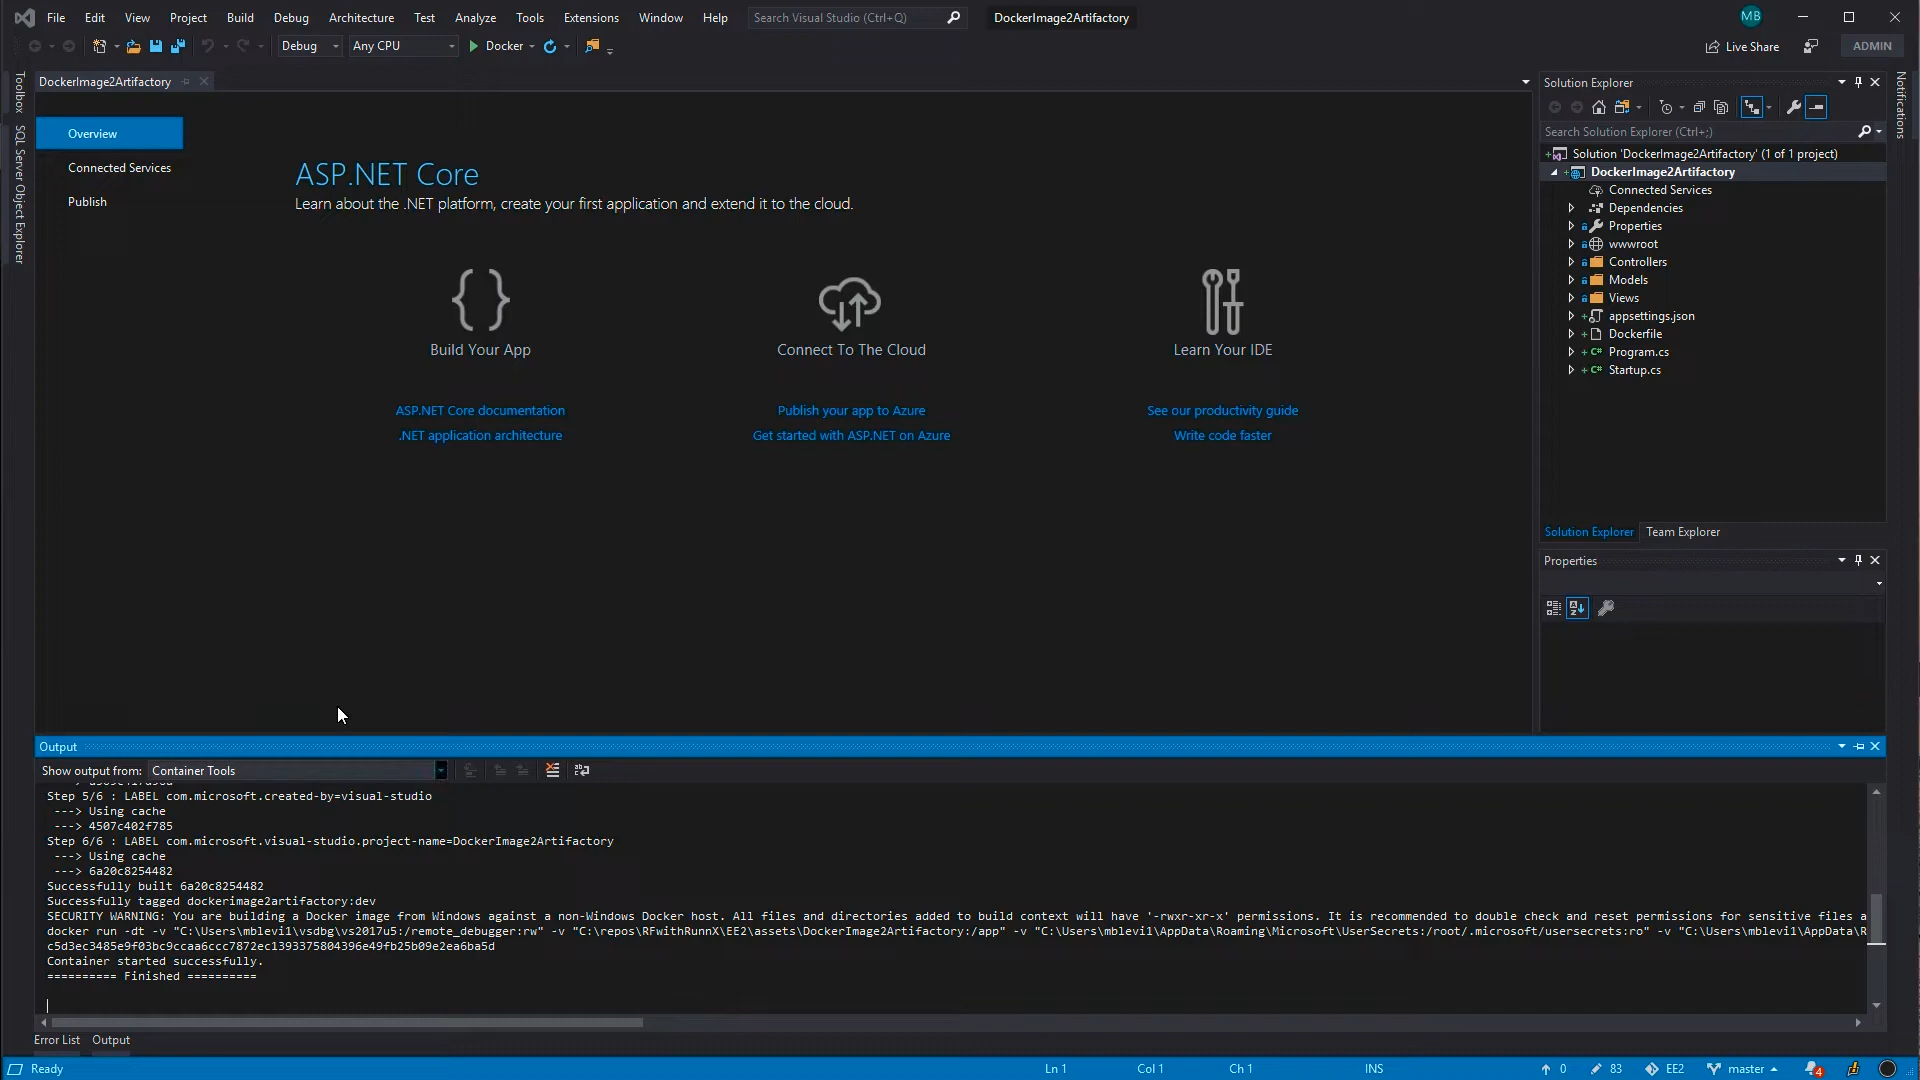 File Edit View Project Build Debug Architecture Test Analyze Tools Extensions Window Help Search Visual Studio (Ctrl+Q) DockerImage2Artifactory MB
Debug Any CPU Docker Live Share ADMIN
Toolbox
SQL Server Object Explorer
DockerImage2Artifactory
Overview
Connected Services
Publish
ASP.NET Core
Learn about the .NET platform, create your first application and extend it to the cloud.
Build Your App
Connect To The Cloud
Learn Your IDE
ASP.NET Core documentation
.NET application architecture
Publish your app to Azure
Get started with ASP.NET on Azure
See our productivity guide
Write code faster
Solution Explorer
Search Solution Explorer (Ctrl+;)
Solution 'DockerImage2Artifactory' (1 of 1 project)
DockerImage2Artifactory
Connected Services
Dependencies
Properties
wwwroot
Controllers
Models
Views
appsettings.json
Dockerfile
Program.cs
Startup.cs
Solution Explorer Team Explorer
Properties
Notifications
Output
Show output from: Container Tools
Step 5/6 : LABEL com.microsoft.created-by=visual-studio
---> Using cache
---> 4507c402f785
Step 6/6 : LABEL com.microsoft.visual-studio.project-name=DockerImage2Artifactory
---> Using cache
---> 6a20c8254482
Successfully built 6a20c8254482
Successfully tagged dockerimage2artifactory:dev
SECURITY WARNING: You are building a Docker image from Windows against a non-Windows Docker host. All files and directories added to build context will have '-rwxr-xr-x' permissions. It is recommended to double check and reset permissions for sensitive files a
docker run -dt -v "C:\Users\mblevi1\vsdbg\vs2017u5:/remote_debugger:rw" -v "C:\repos\RFwithRunnX\EE2\assets\DockerImage2Artifactory:/app" -v "C:\Users\mblevi1\AppData\Roaming\Microsoft\UserSecrets:/root/.microsoft/usersecrets:ro" -v "C:\Users\mblevi1\AppData\R
c5d3ec3485e9f03bc9ccaa6ccc7872ec1393375804396e49fb25b09e2ea6ba5d
Container started successfully.
========== Finished ==========
Error List Output
Ready Ln 1 Col 1 Ch 1 INS 0 83 EE2 master 4